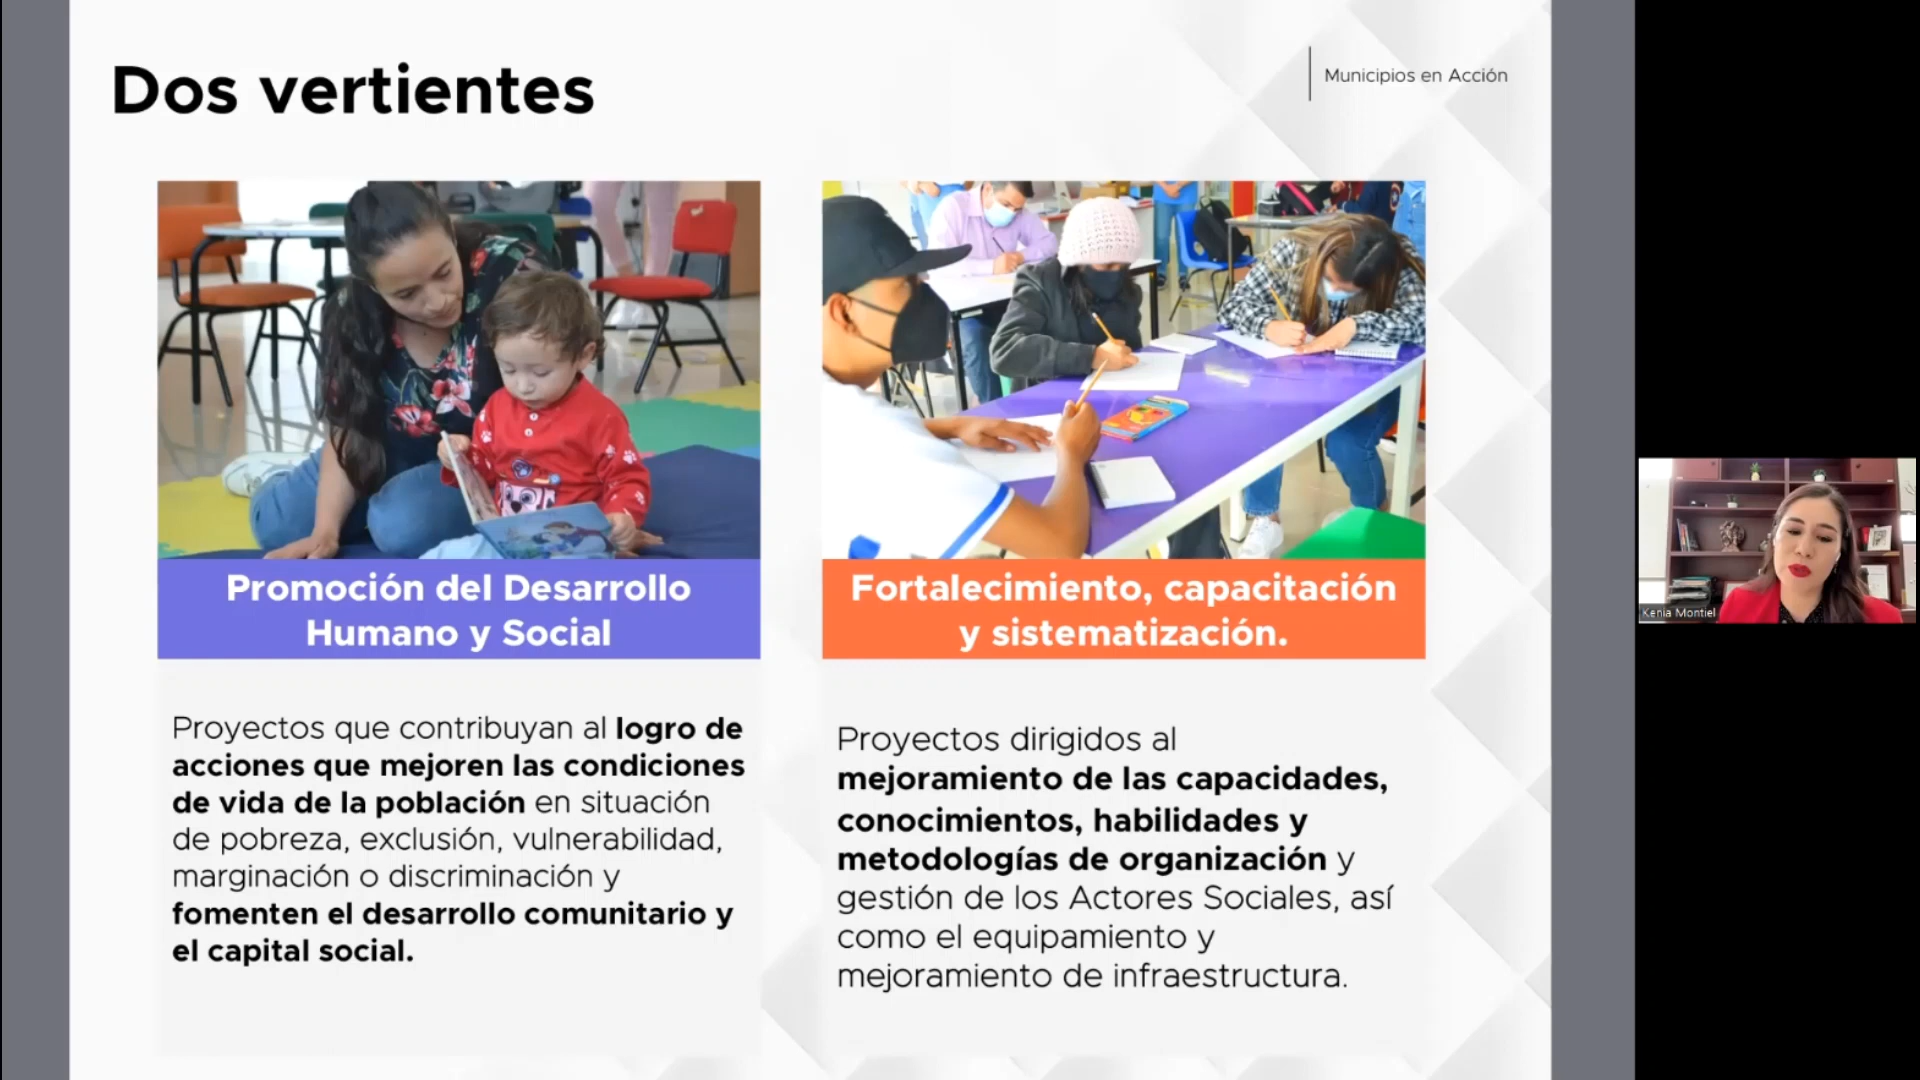 Dos vertientes
Municipios en Acción
Promoción del Desarrollo
Humano y Social
Proyectos que contribuyan al logro de
acciones que mejoren las condiciones
de vida de la población en situación
de pobreza, exclusión, vulnerabilidad,
marginación o discriminación y
fomenten el desarrollo comunitario y
el capital social.
Fortalecimiento, capacitación
y sistematización.
Proyectos dirigidos al
mejoramiento de las capacidades,
conocimientos, habilidades y
metodologías de organización y
gestión de los Actores Sociales, así
como el equipamiento y
mejoramiento de infraestructura.
Kenia Montiel